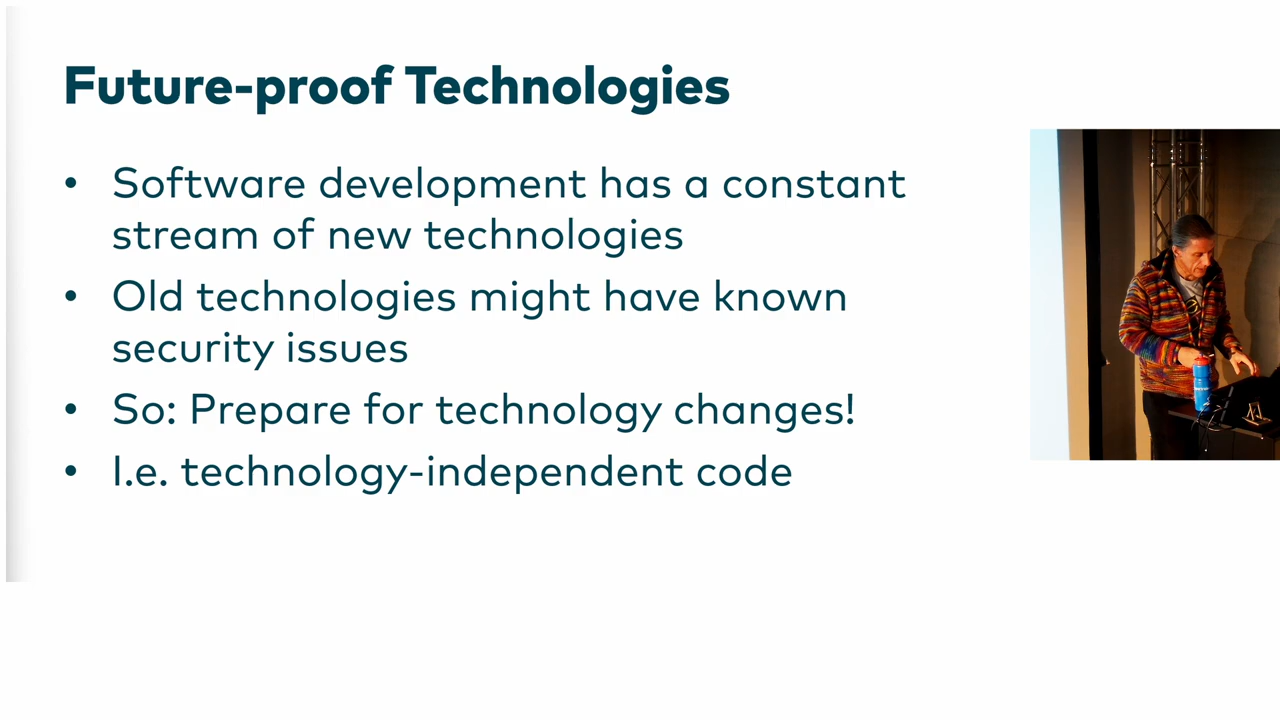 Future-proof Technologies
• Software development has a constant
stream of new technologies
• Old technologies might have known
security issues
• So: Prepare for technology changes!
• I.e. technology-independent code